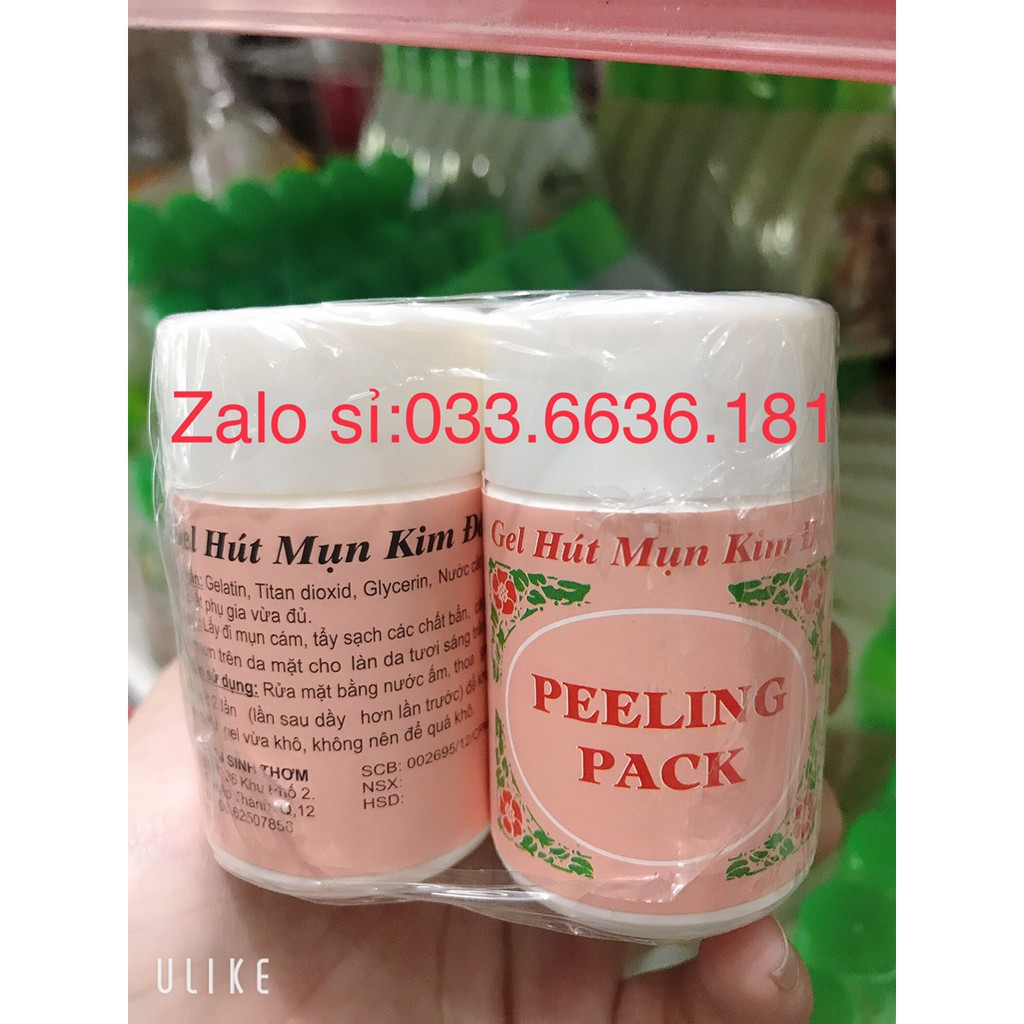 Zalo sỉ:033.6636.181
Hút Mụn Kim
Gelatin, Titan dioxid, Glycerin, Nước
phụ gia vừa đủ.
Lấy đi mụn cám, tẩy sạch các chất bẩn,
trên da mặt cho làn da tươi sáng
sử dụng: Rửa mặt bằng nước ấm, thoa
2 lần (lần sau dầy hơn lần trước) để
gel vừa khô, không nên để quá khô.
SINH THƠM
Khu Phố 2.
,12
62507858
SCB: 002695/12/
NSX:
HSD:
Gel Hút Mụn Kim
PEELING
PACK
ULIKE